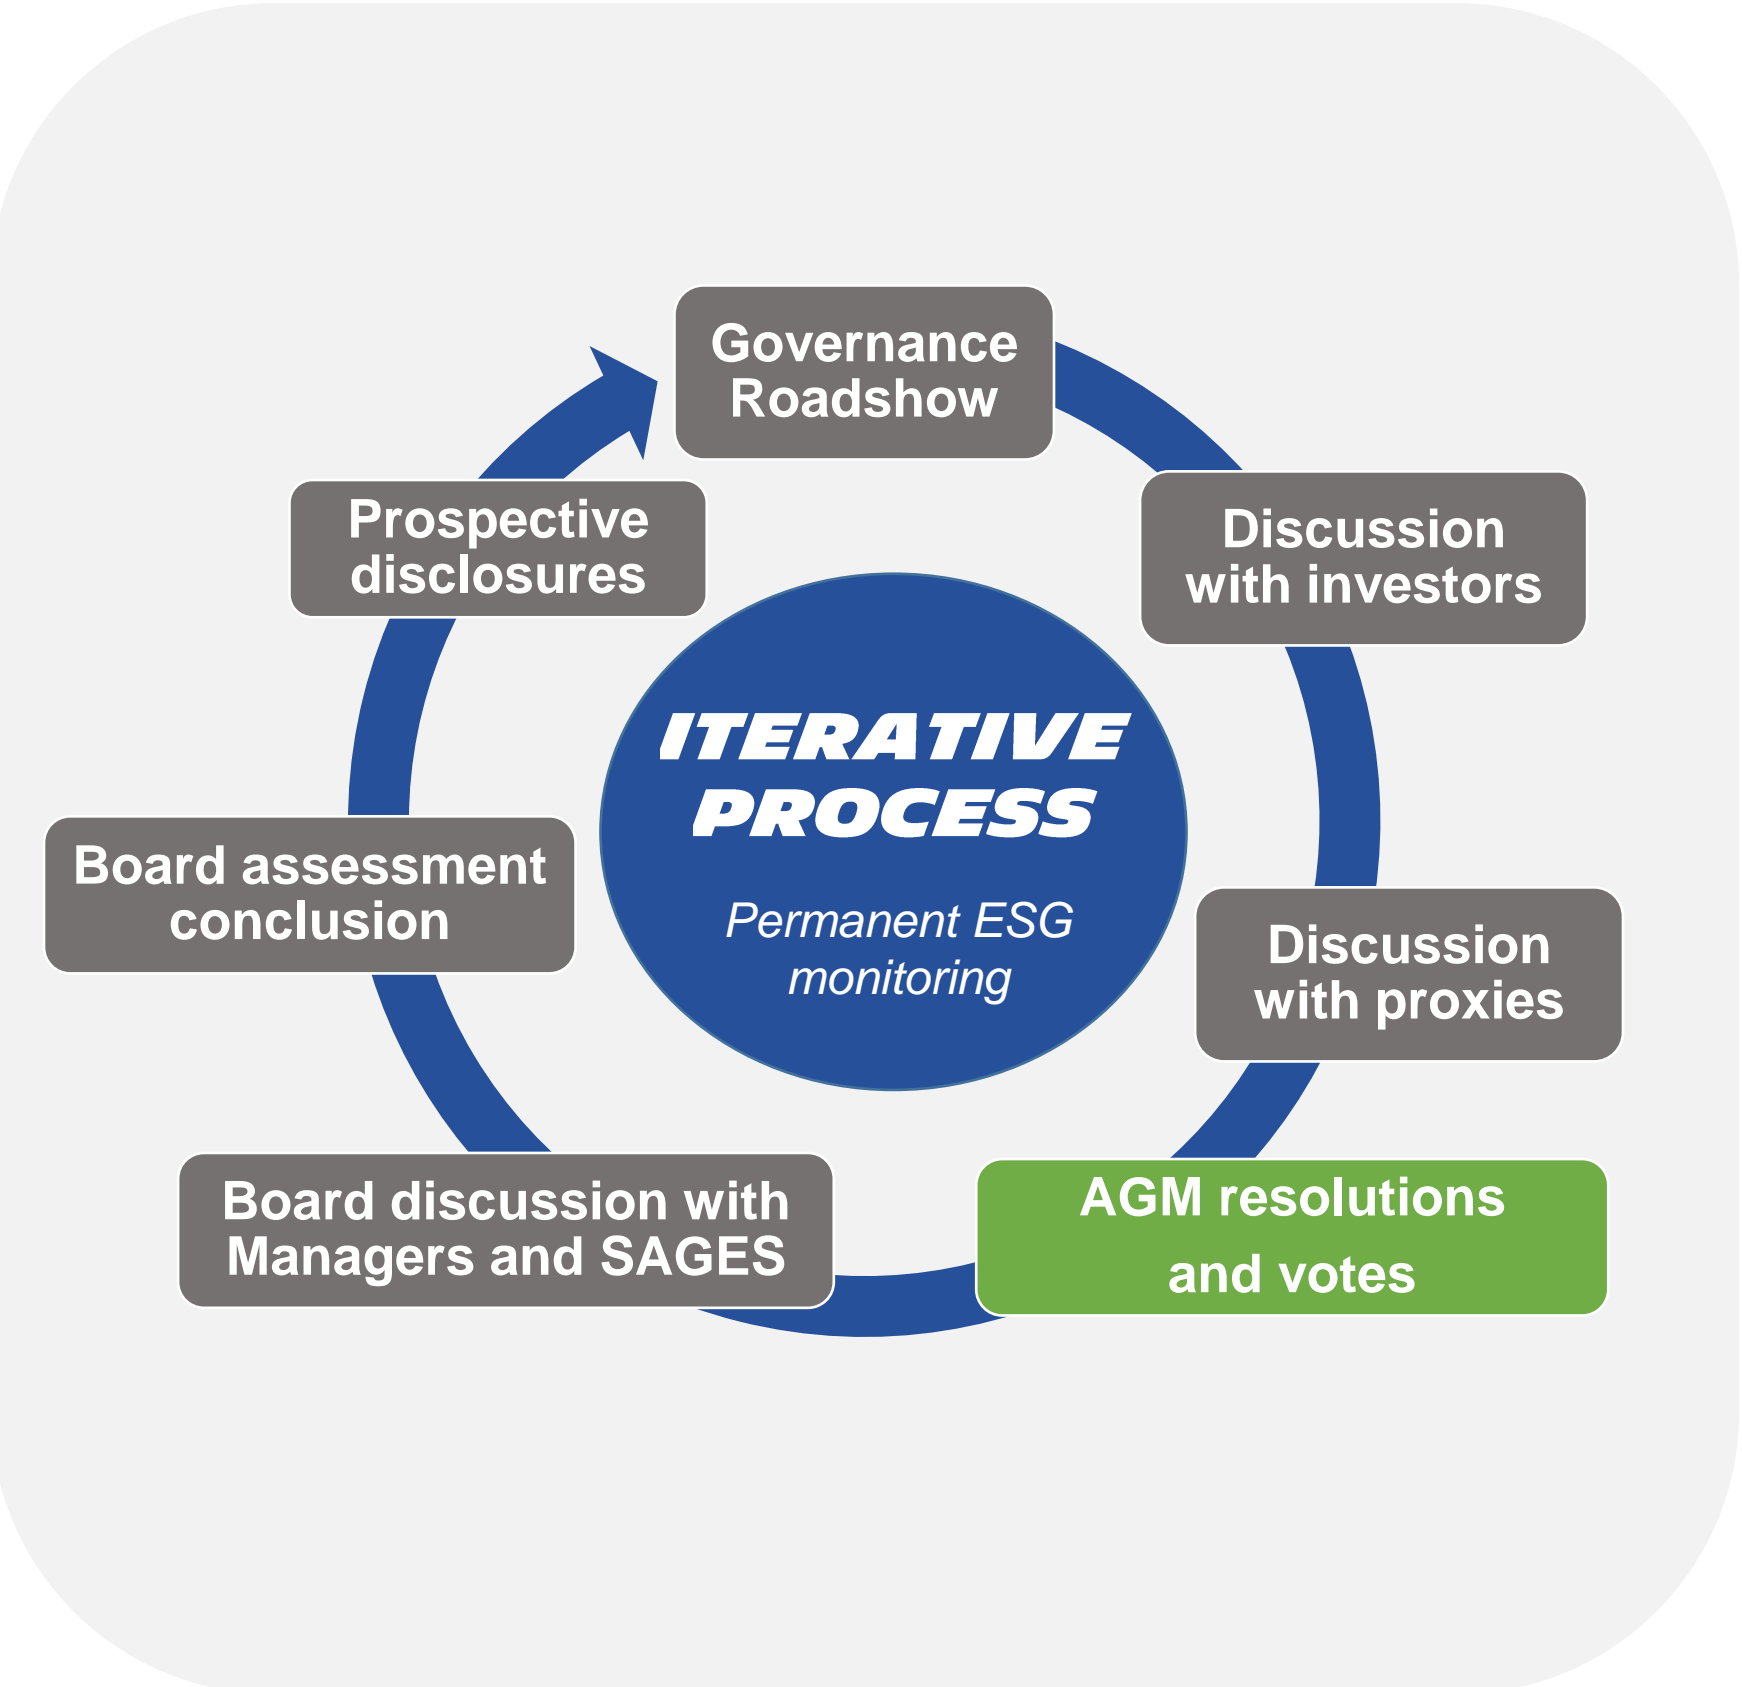 Governance
Roadshow
Discussion
with investors
Discussion
with proxies
AGM resolutions
and votes
Board discussion with
Managers and SAGES
Board assessment
conclusion
Prospective
disclosures
ITERATIVE
PROCESS
Permanent ESG
monitoring